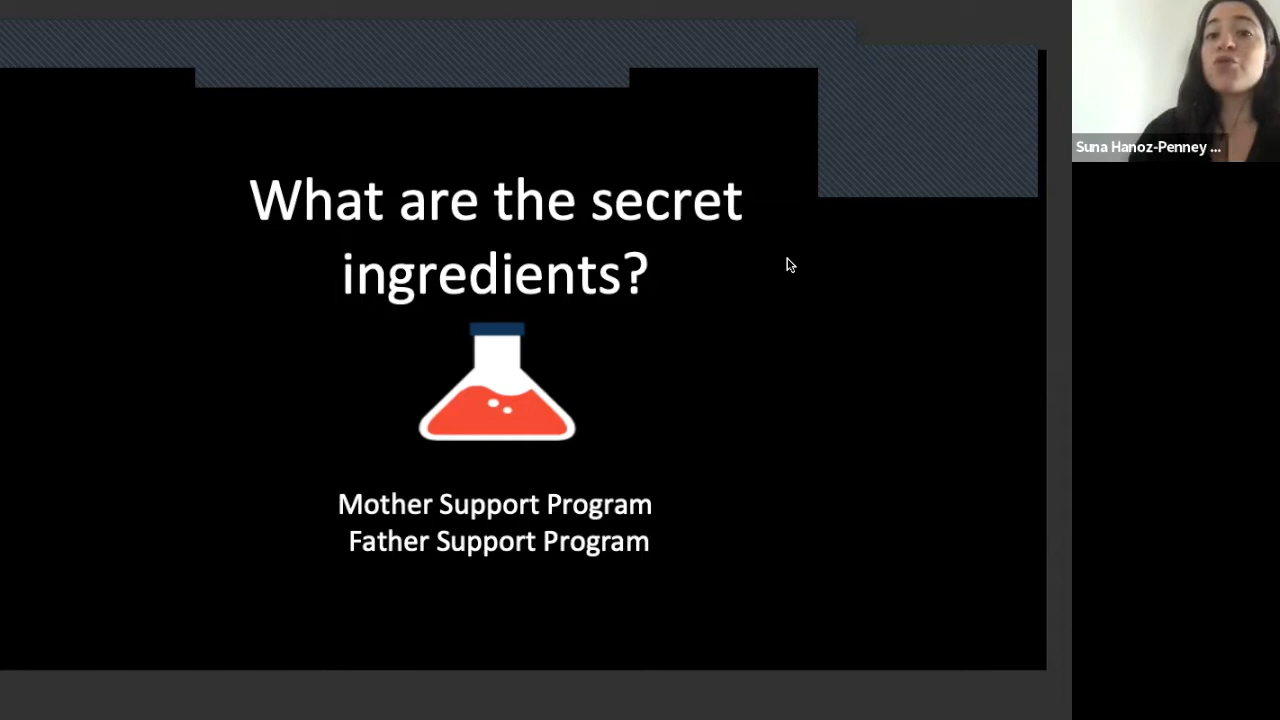 What are the secret
ingredients?
Mother Support Program
Father Support Program
Suna Hanoz-Penney ...